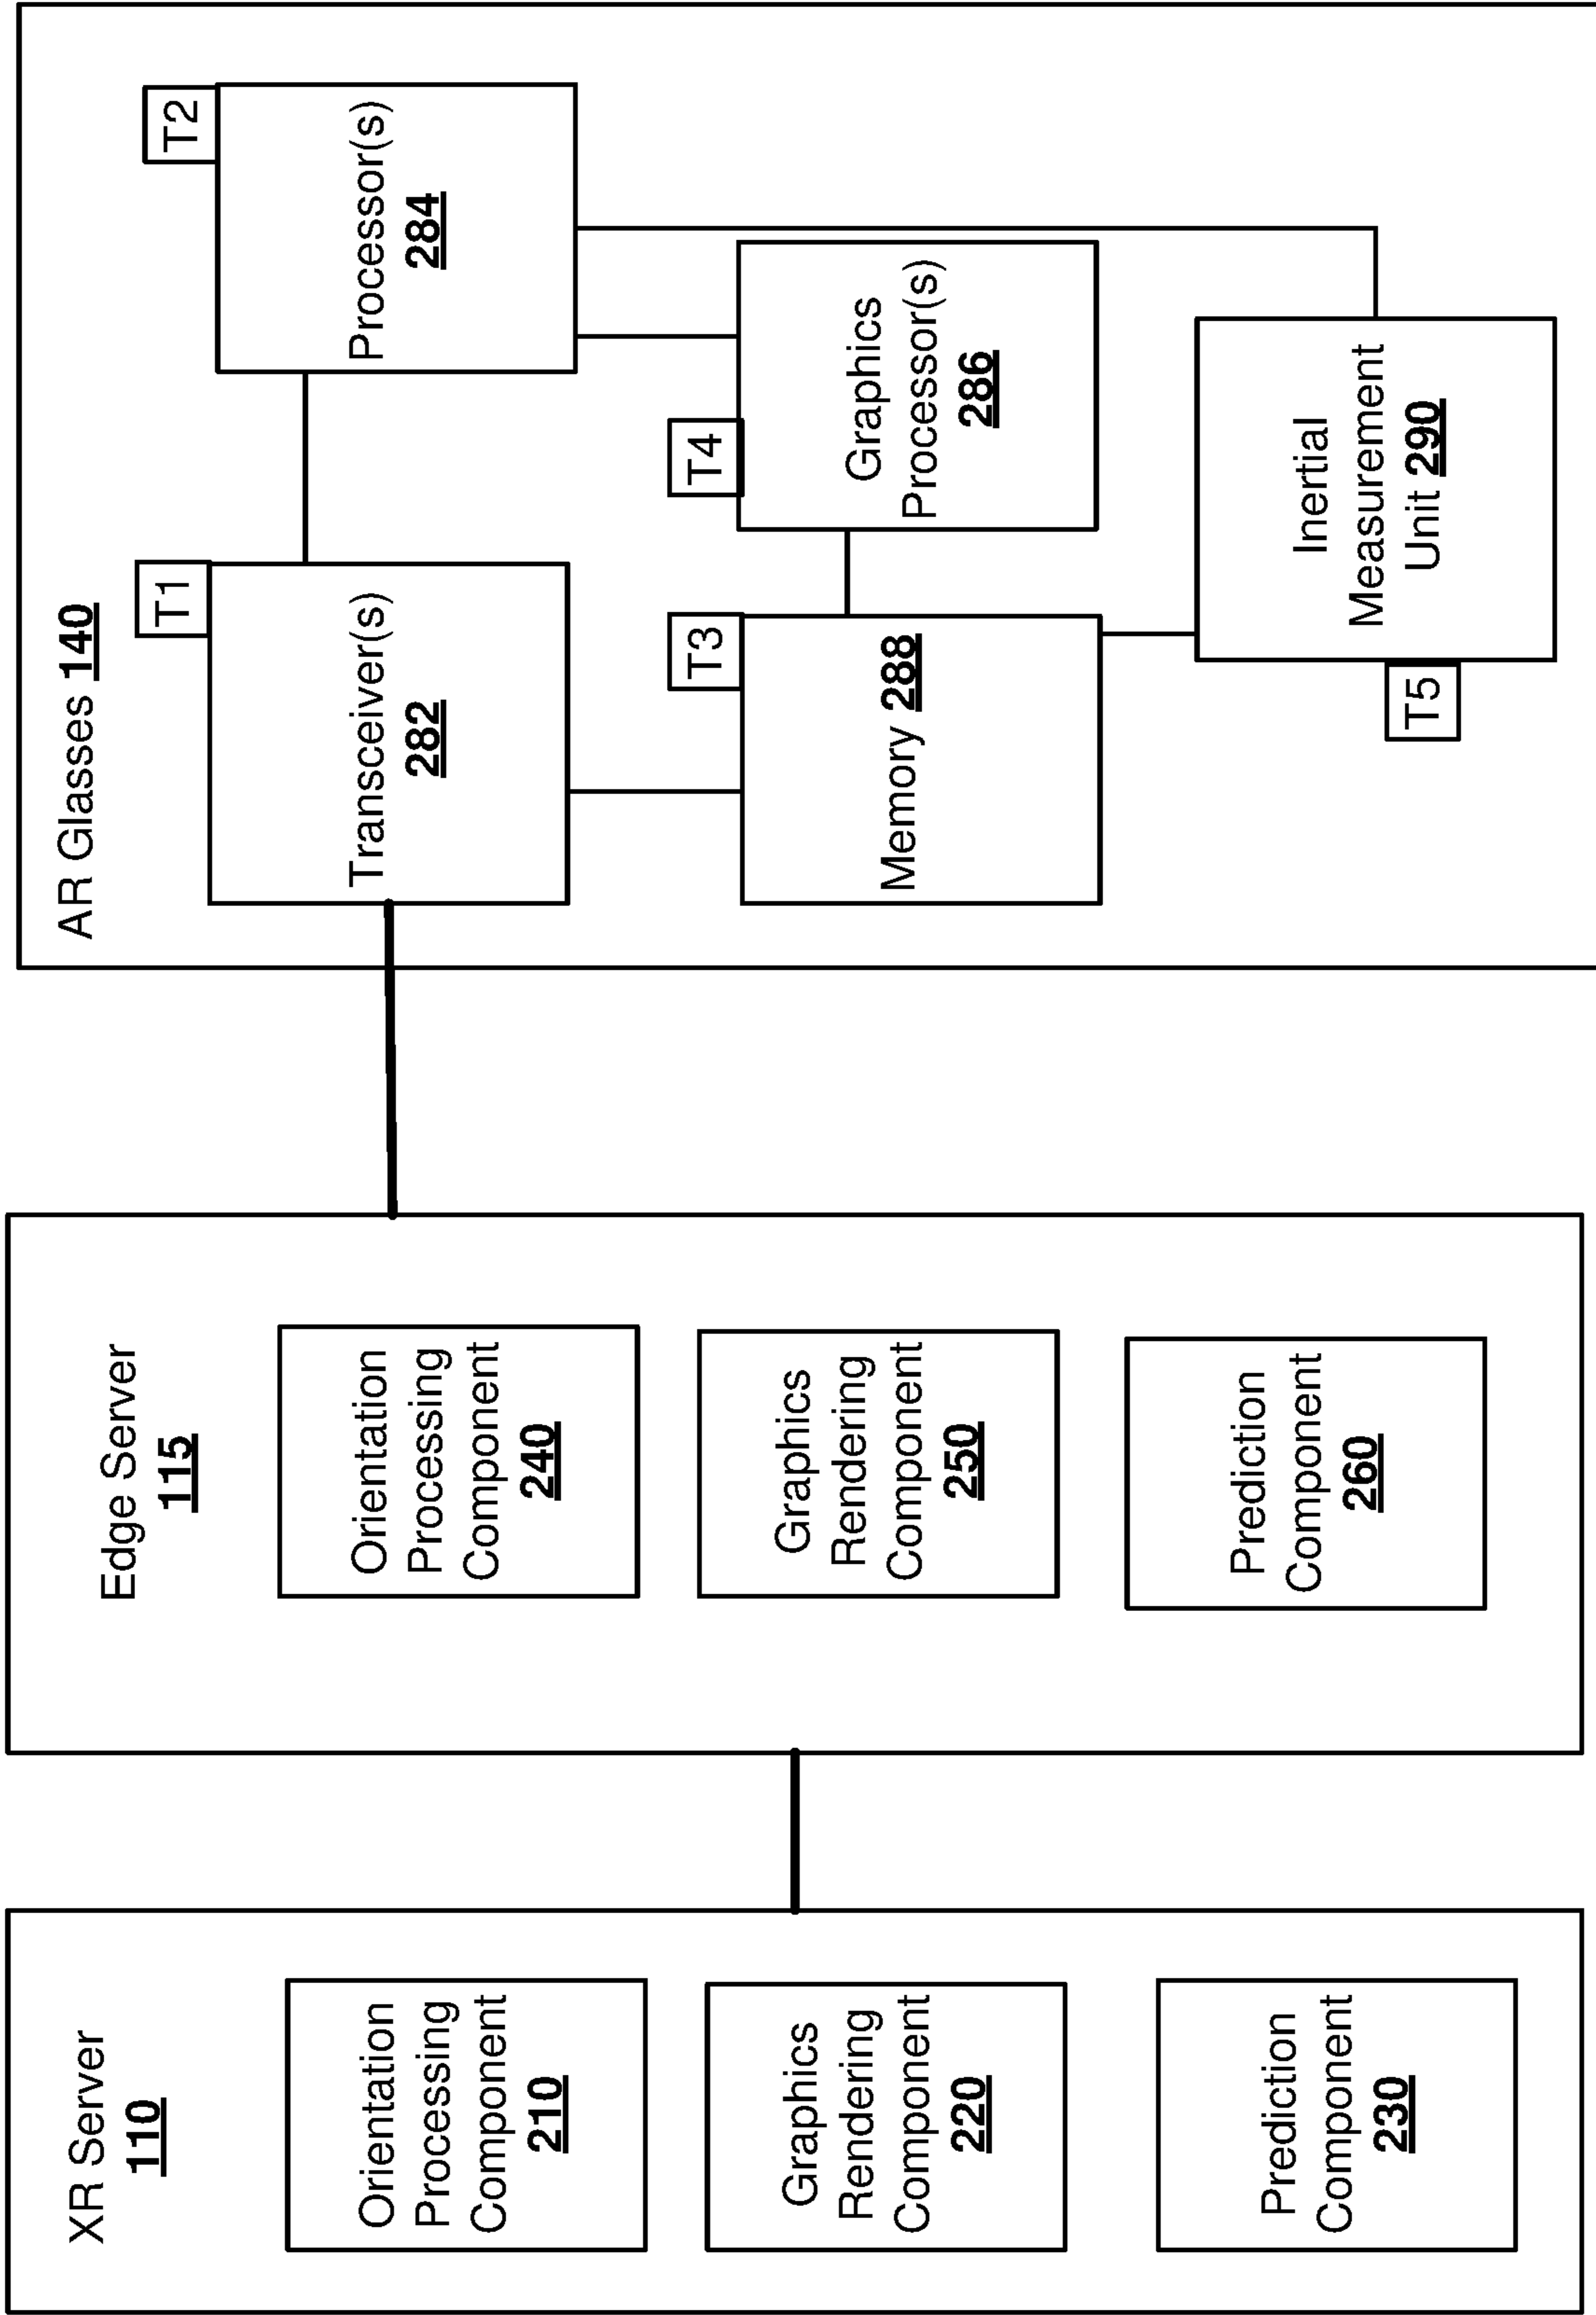 XR Server
110
Orientation
Processing
Component
210
Graphics
Rendering
Component
220
Prediction
Component
230
Edge Server
115
Orientation
Processing
Component
240
Graphics
Rendering
Component
250
Prediction
Component
260
AR Glasses 140
T1
Transceiver(s)
282
T2
Processor(s)
284
T3
Memory 288
T4
Graphics
Processor(s)
286
T5
Inertial
Measurement
Unit 290